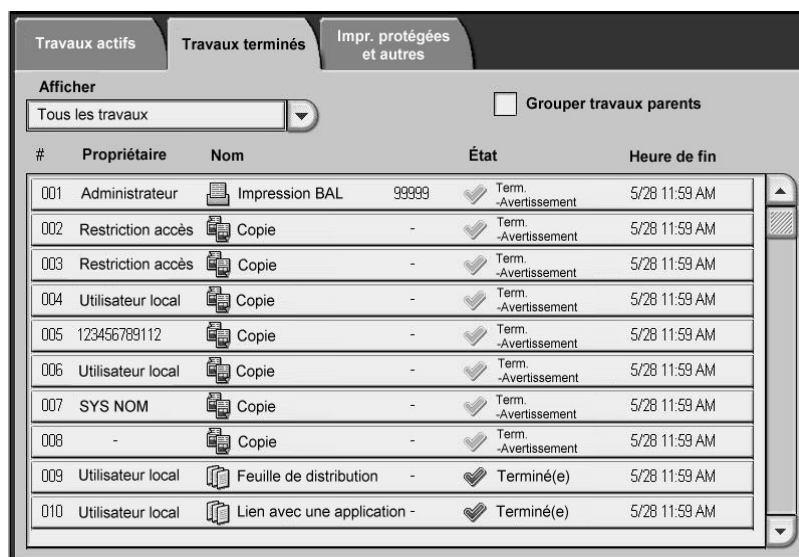 Travaux actifs
Travaux terminés
Impr. protégées
et autres
Afficher
Tous les travaux
Grouper travaux parents
# Propriétaire Nom État Heure de fin
001 Administrateur Impression BAL 99999 Term.
-Avertissement 5/28 11:59 AM
002 Restriction accès Copie - Term.
-Avertissement 5/28 11:59 AM
003 Restriction accès Copie - Term.
-Avertissement 5/28 11:59 AM
004 Utilisateur local Copie - Term.
-Avertissement 5/28 11:59 AM
005 123456789112 Copie - Term.
-Avertissement 5/28 11:59 AM
006 Utilisateur local Copie - Term.
-Avertissement 5/28 11:59 AM
007 SYS NOM Copie - Term.
-Avertissement 5/28 11:59 AM
008 - Copie - Term.
-Avertissement 5/28 11:59 AM
009 Utilisateur local Feuille de distribution - Terminé(e) 5/28 11:59 AM
010 Utilisateur local Lien avec une application - Terminé(e) 5/28 11:59 AM